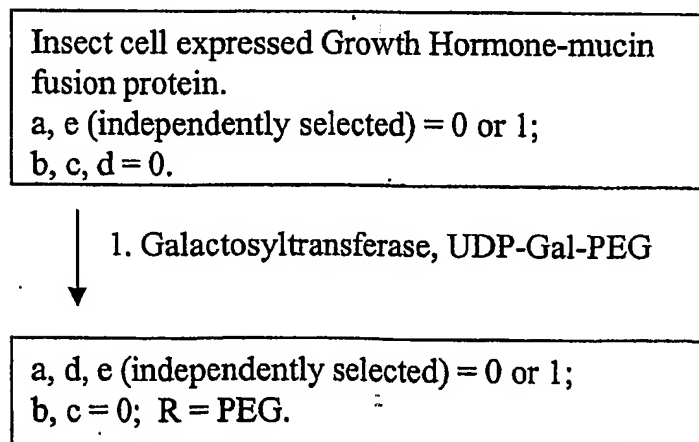 Insect cell expressed Growth Hormone-mucin
fusion protein.
a, e (independently selected) = 0 or 1;
b, c, d = 0.
1. Galactosyltransferase, UDP-Gal-PEG
a, d, e (independently selected) = 0 or 1;
b, c = 0; R = PEG.